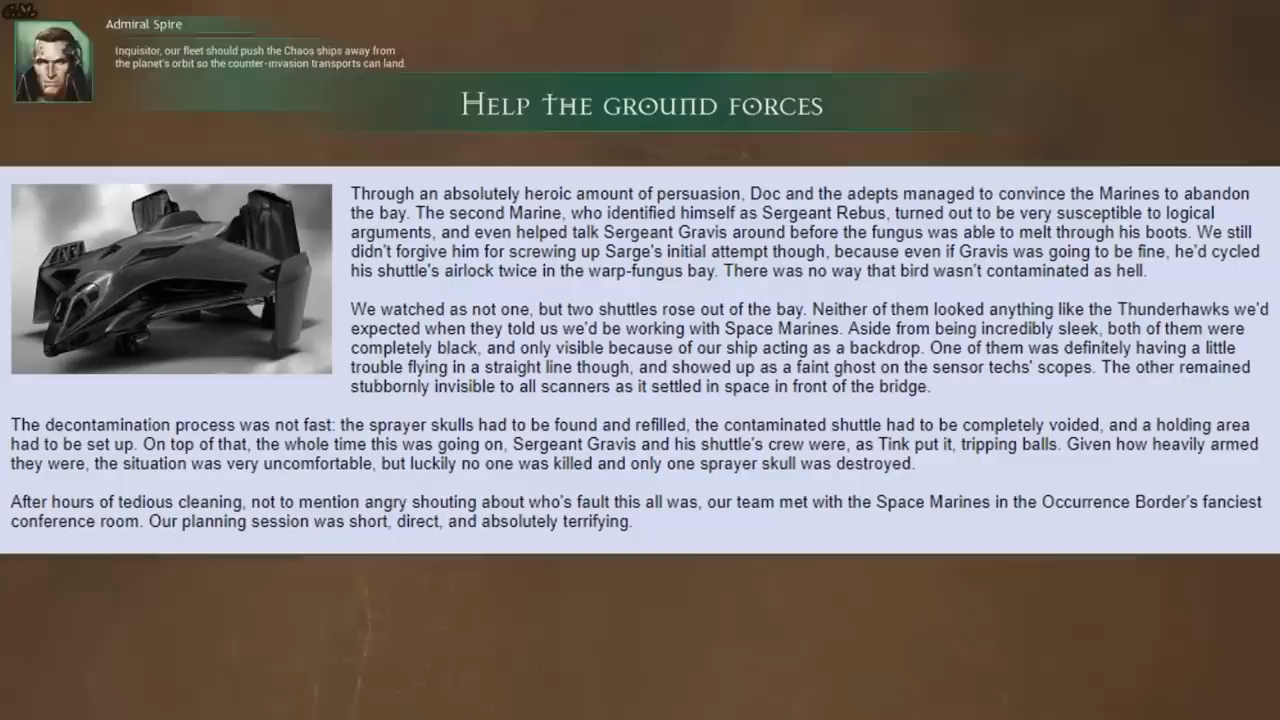 Admiral Spire
Inquisitor, our fleet should push the Chaos ships away from
the planet's orbit so the counter-invasion transports can land.
Help the ground forces
Through an absolutely heroic amount of persuasion, Doc and the adepts managed to convince the Marines to abandon
the bay. The second Marine, who identified himself as Sergeant Rebus, turned out to be very susceptible to logical
arguments, and even helped talk Sergeant Gravis around before the fungus was able to melt through his boots. We still
didn't forgive him for screwing up Sarge's initial attempt though, because even if Gravis was going to be fine, he'd cycled
his shuttle's airlock twice in the warp-fungus bay. There was no way that bird wasn't contaminated as hell.
We watched as not one, but two shuttles rose out of the bay. Neither of them looked anything like the Thunderhawks we'd
expected when they told us we'd be working with Space Marines. Aside from being incredibly sleek, both of them were
completely black, and only visible because of our ship acting as a backdrop. One of them was definitely having a little
trouble flying in a straight line though, and showed up as a faint ghost on the sensor techs' scopes. The other remained
stubbornly invisible to all scanners as it settled in space in front of the bridge.
The decontamination process was not fast: the sprayer skulls had to be found and refilled, the contaminated shuttle had to be completely voided, and a holding area
had to be set up. On top of that, the whole time this was going on, Sergeant Gravis and his shuttle's crew were, as Tink put it, tripping balls. Given how heavily armed
they were, the situation was very uncomfortable, but luckily no one was killed and only one sprayer skull was destroyed.
After hours of tedious cleaning, not to mention angry shouting about who's fault this all was, our team met with the Space Marines in the Occurrence Border's fanciest
conference room. Our planning session was short, direct, and absolutely terrifying.